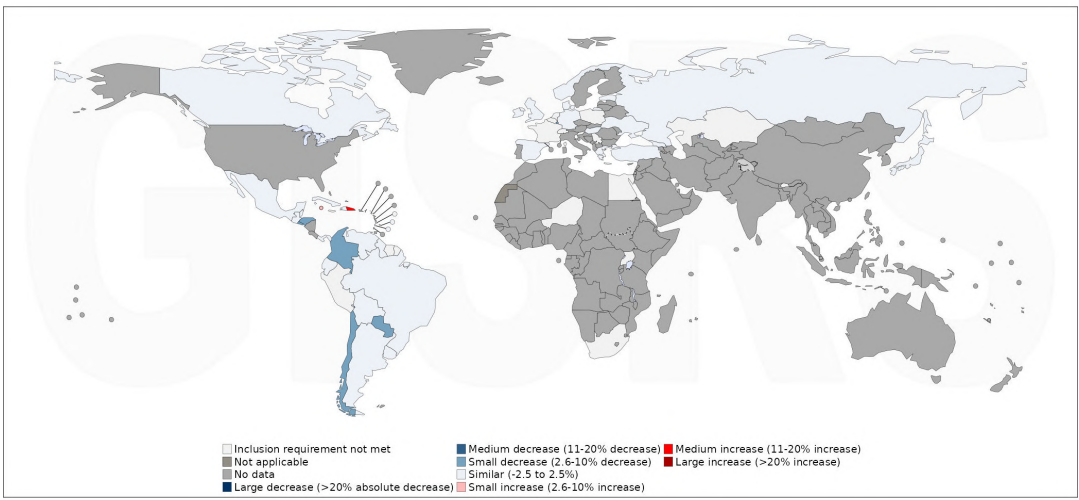 GISRS
Inclusion requirement not met
Not applicable
No data
Large decrease (>20% absolute decrease)
Medium decrease (11-20% decrease)
Small decrease (2.6-10% decrease)
Similar (-2.5 to 2.5%)
Small increase (2.6-10% increase)
Medium increase (11-20% increase)
Large increase (>20% increase)